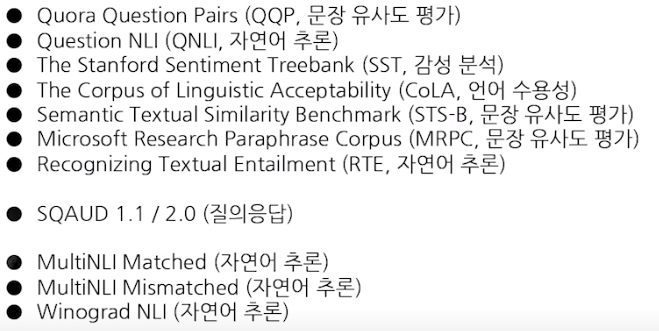 ● Quora Question Pairs (QQP, 문장 유사도 평가)
● Question NLI (QNLI, 자연어 추론)
● The Stanford Sentiment Treebank (SST, 감성 분석)
● The Corpus of Linguistic Acceptability (CoLA, 언어 수용성)
● Semantic Textual Similarity Benchmark (STS-B, 문장 유사도 평가)
● Microsoft Research Paraphrase Corpus (MRPC, 문장 유사도 평가)
● Recognizing Textual Entailment (RTE, 자연어 추론)
● SQAUD 1.1 / 2.0 (질의응답)
● MultiNLI Matched (자연어 추론)
● MultiNLI Mismatched (자연어 추론)
● Winograd NLI (자연어 추론)